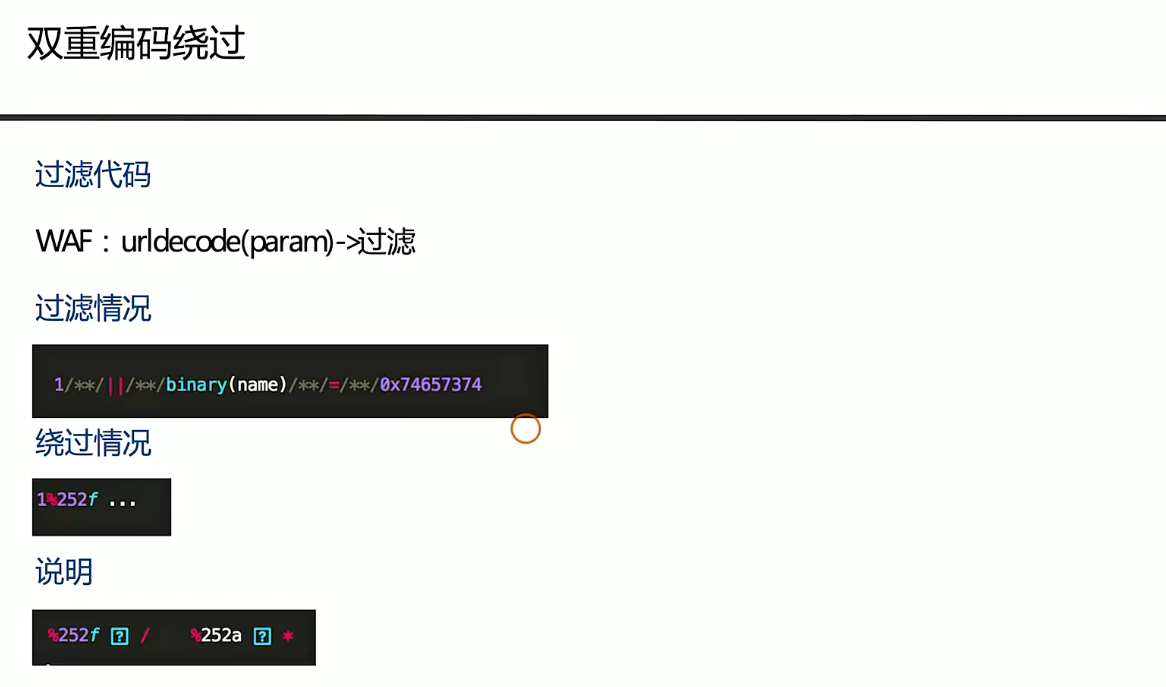 双重编码绕过
过滤代码
WAF：urldecode(param)->过滤
过滤情况
1/**/||/**/binary(name)/**/=/**/0x74657374
绕过情况
1%252f ...
说明
%252f ? / %252a ? *